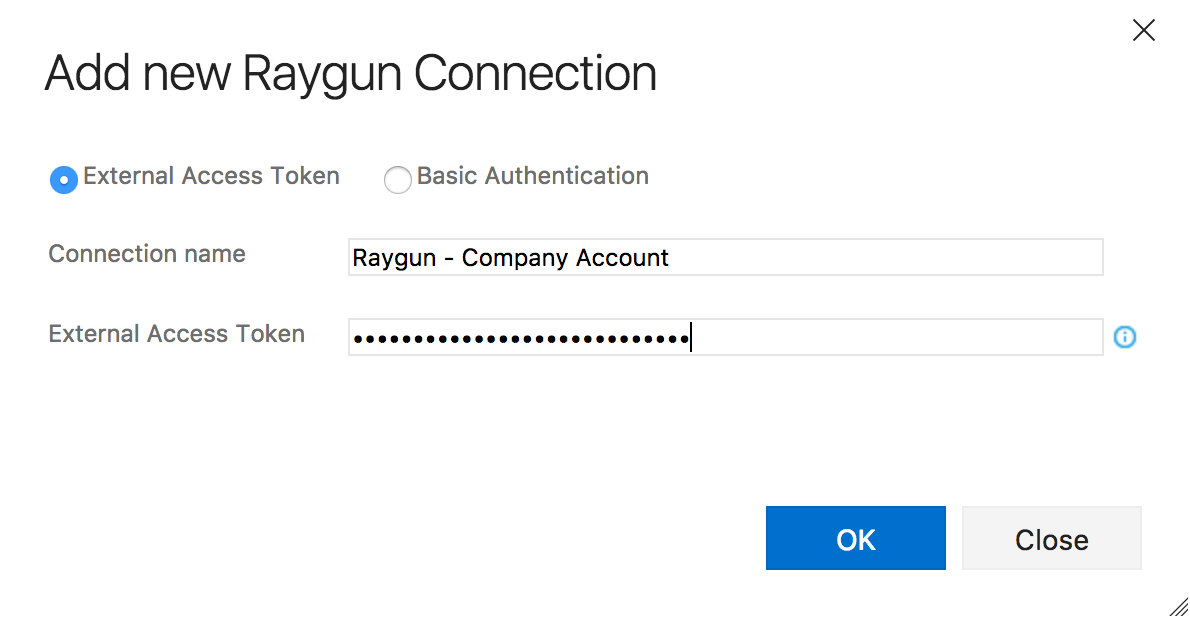 Add new Raygun Connection
External Access Token Basic Authentication
Connection name Raygun - Company Account
External Access Token ••••••••••••••••••••••••••••
OK Close